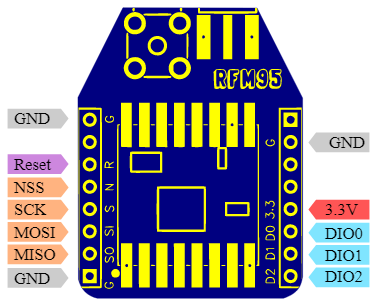 RFM95
GND G
G GND
Reset R
NSS N
SCK S 3.3 3.3V
MOSI SI D0 DIO0
MISO SO D1 DIO1
GND G D2 DIO2